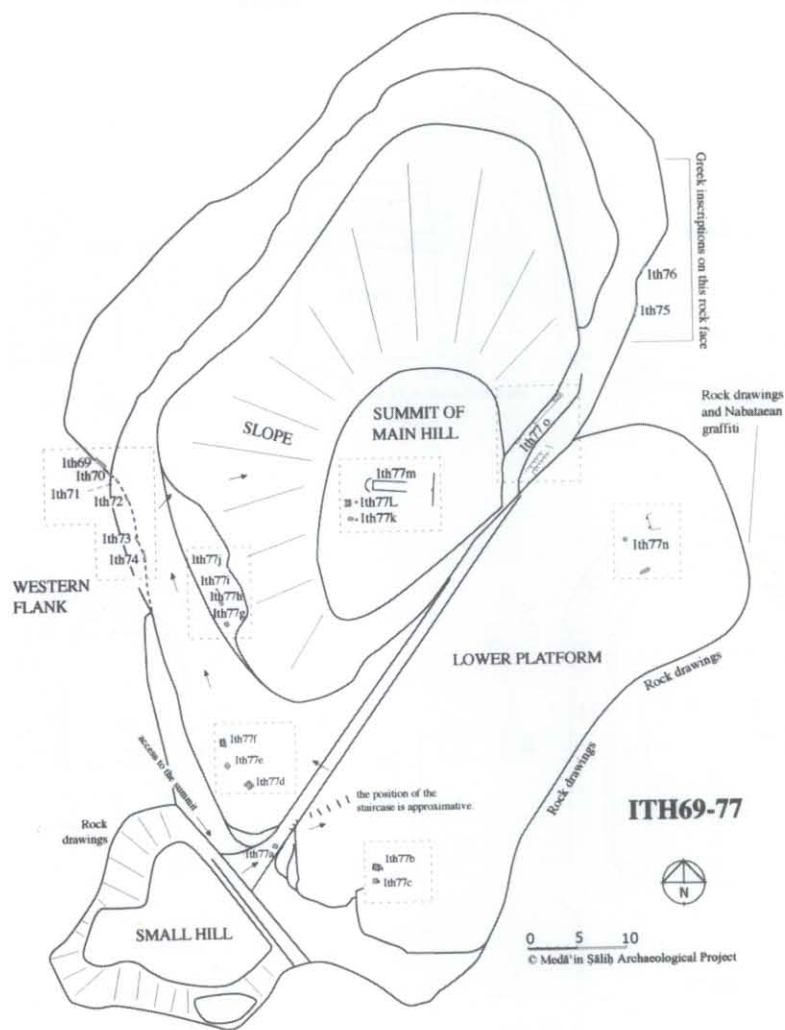 Greek inscriptions on this rock face
Ith76
Ith75
Rock drawings
and Nabataean
graffiti
SUMMIT OF
MAIN HILL
SLOPE
Ith77o
Ith77m
Ith77L
Ith77k
Ith69
Ith70
Ith71
Ith72
Ith73
Ith74
Ith77j
Ith77i
Ith77h
Ith77g
Ith77n
WESTERN
FLANK
LOWER PLATFORM
Rock drawings
Rock drawings
Ith77f
Ith77e
Ith77d
access to the summit
the position of the
staircase is approximative.
Rock
drawings
Ith77a
Ith77b
Ith77c
SMALL HILL
ITH69-77
N
0 5 10
© Medā'in Ṣāliḥ Archaeological Project